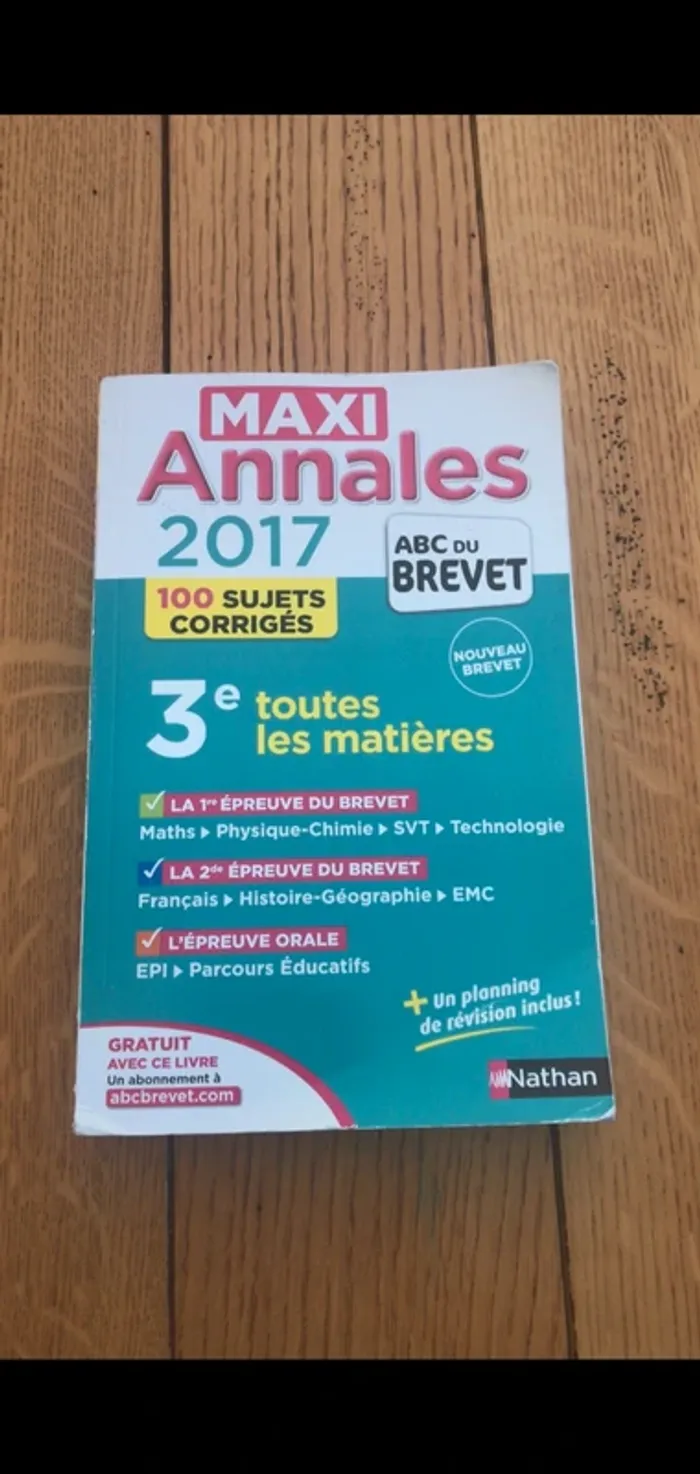 MAXI
Annales
2017
ABC DU
BREVET
100 SUJETS
CORRIGÉS
NOUVEAU
BREVET
3e toutes
les matières
LA 1re ÉPREUVE DU BREVET
Maths ▸ Physique-Chimie ▸ SVT ▸ Technologie
LA 2de ÉPREUVE DU BREVET
Français ▸ Histoire-Géographie ▸ EMC
L'ÉPREUVE ORALE
EPI ▸ Parcours Éducatifs
+ Un planning
de révision inclus !
GRATUIT
AVEC CE LIVRE
Un abonnement à
abcbrevet.com
Nathan